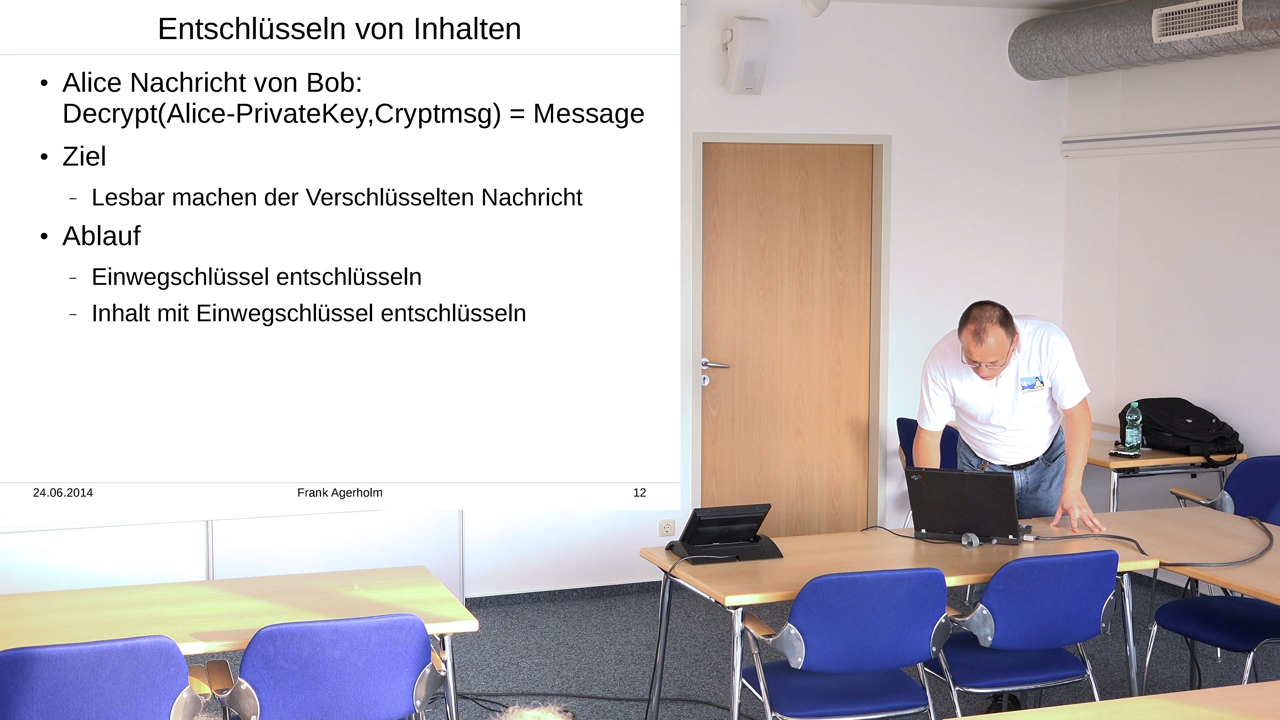 Entschlüsseln von Inhalten
• Alice Nachricht von Bob:
Decrypt(Alice-PrivateKey,Cryptmsg) = Message
• Ziel
– Lesbar machen der Verschlüsselten Nachricht
• Ablauf
– Einwegschlüssel entschlüsseln
– Inhalt mit Einwegschlüssel entschlüsseln
24.06.2014 Frank Agerholm 12